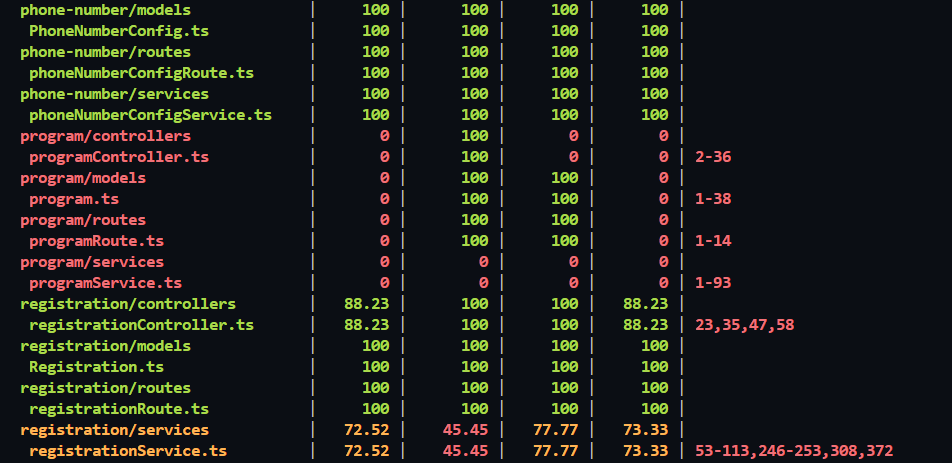 phone-number/models | 100 | 100 | 100 | 100 |
PhoneNumberConfig.ts | 100 | 100 | 100 | 100 |
phone-number/routes | 100 | 100 | 100 | 100 |
phoneNumberConfigRoute.ts | 100 | 100 | 100 | 100 |
phone-number/services | 100 | 100 | 100 | 100 |
phoneNumberConfigService.ts | 100 | 100 | 100 | 100 |
program/controllers | 0 | 100 | 0 | 0 |
programController.ts | 0 | 100 | 0 | 0 | 2-36
program/models | 0 | 100 | 100 | 0 |
program.ts | 0 | 100 | 100 | 0 | 1-38
program/routes | 0 | 100 | 100 | 0 |
programRoute.ts | 0 | 100 | 100 | 0 | 1-14
program/services | 0 | 0 | 0 | 0 |
programService.ts | 0 | 0 | 0 | 0 | 1-93
registration/controllers | 88.23 | 100 | 100 | 88.23 |
registrationController.ts | 88.23 | 100 | 100 | 88.23 | 23,35,47,58
registration/models | 100 | 100 | 100 | 100 |
Registration.ts | 100 | 100 | 100 | 100 |
registration/routes | 100 | 100 | 100 | 100 |
registrationRoute.ts | 100 | 100 | 100 | 100 |
registration/services | 72.52 | 45.45 | 77.77 | 73.33 |
registrationService.ts | 72.52 | 45.45 | 77.77 | 73.33 | 53-113,246-253,308,372